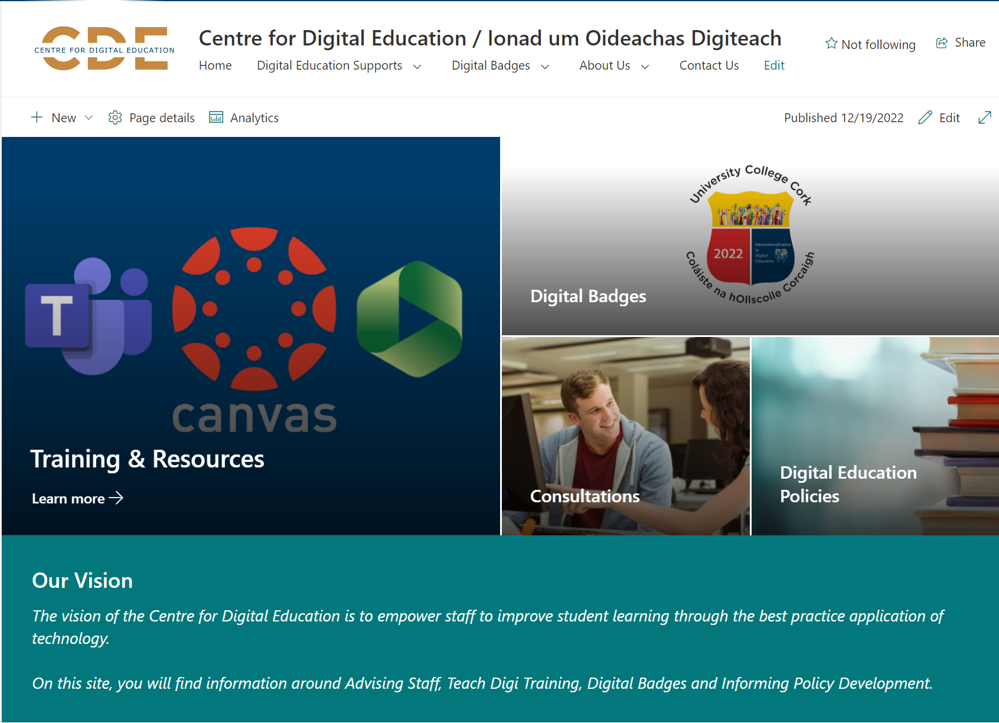 CDE
CENTRE FOR DIGITAL EDUCATION
Centre for Digital Education / Ionad um Oideachas Digiteach
Not following
Share
Home
Digital Education Supports
Digital Badges
About Us
Contact Us
Edit
New
Page details
Analytics
Published 12/19/2022
Edit
T
canvas
Training & Resources
Learn more
University College Cork
2022
Internationalisation
in
Higher
Education
Coláiste na hOllscoile Corcaigh
Digital Badges
Consultations
Digital Education
Policies
Our Vision
The vision of the Centre for Digital Education is to empower staff to improve student learning through the best practice application of
technology.
On this site, you will find information around Advising Staff, Teach Digi Training, Digital Badges and Informing Policy Development.